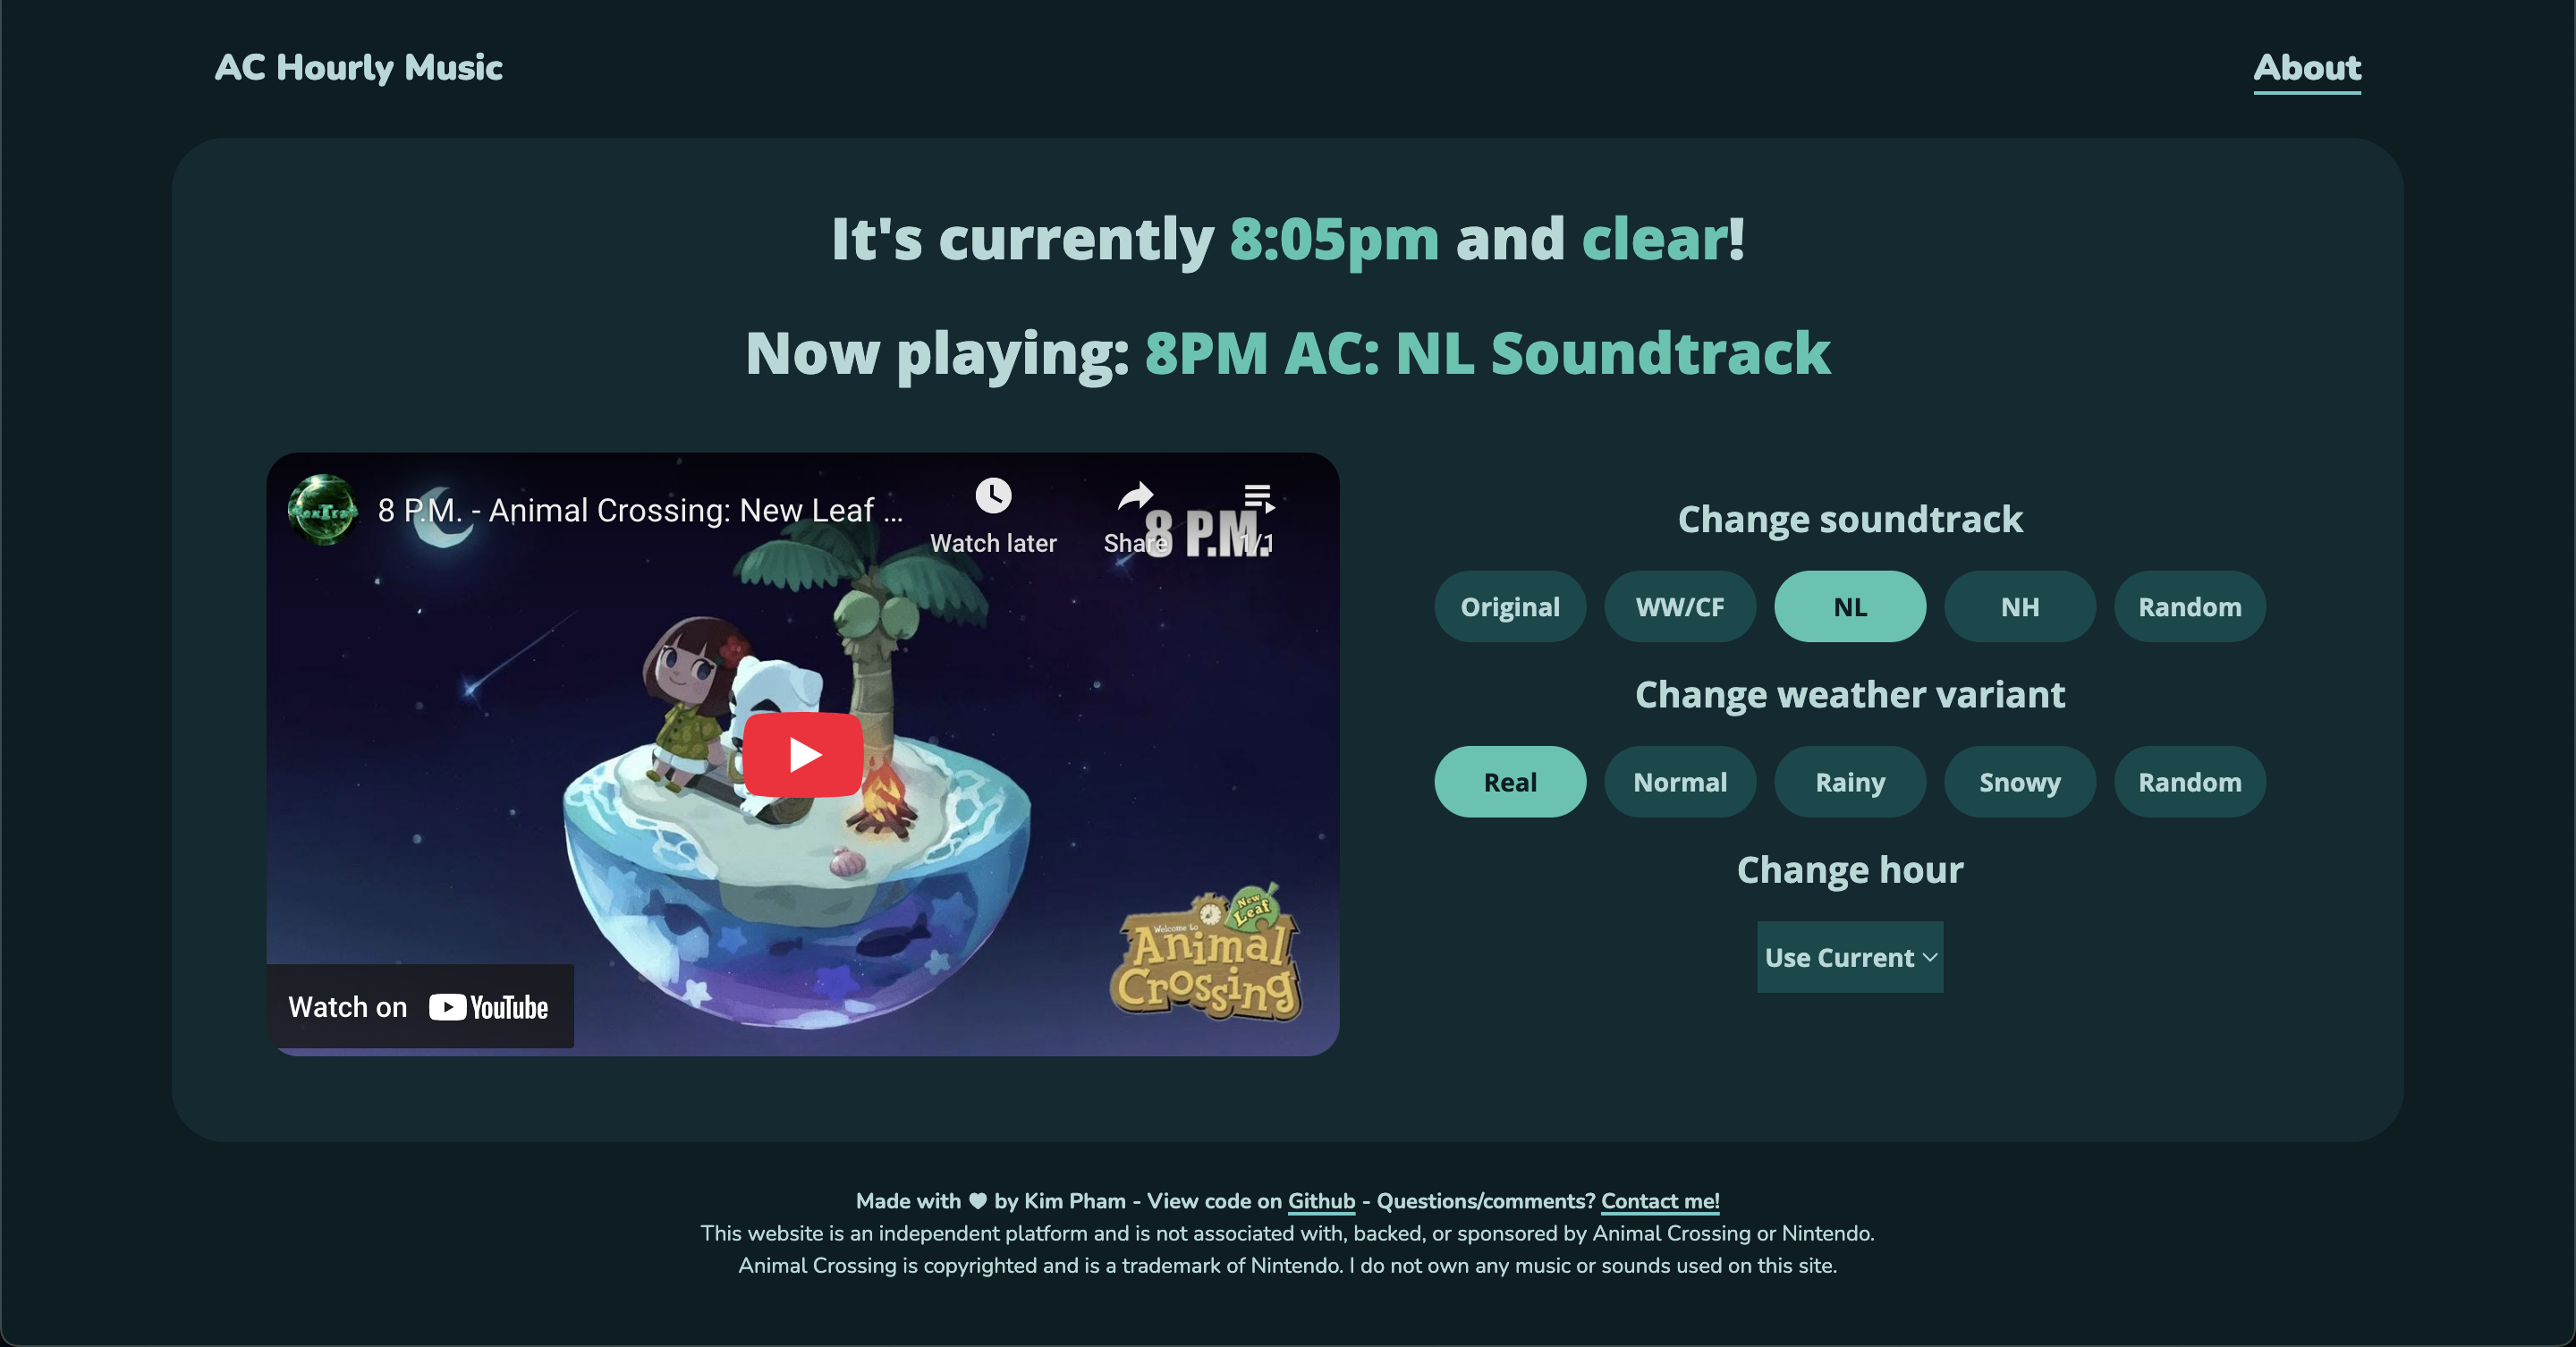 AC Hourly Music
About
It's currently 8:05pm and clear!
Now playing: 8PM AC: NL Soundtrack
8 P.M. - Animal Crossing: New Leaf ...
Watch later
Share
1/1
8 P.M.
Welcome to
Animal
Crossing
New
Leaf
Watch on YouTube
Change soundtrack
Original WW/CF NL NH Random
Change weather variant
Real Normal Rainy Snowy Random
Change hour
Use Current
Made with ♥ by Kim Pham - View code on Github - Questions/comments? Contact me!
This website is an independent platform and is not associated with, backed, or sponsored by Animal Crossing or Nintendo.
Animal Crossing is copyrighted and is a trademark of Nintendo. I do not own any music or sounds used on this site.